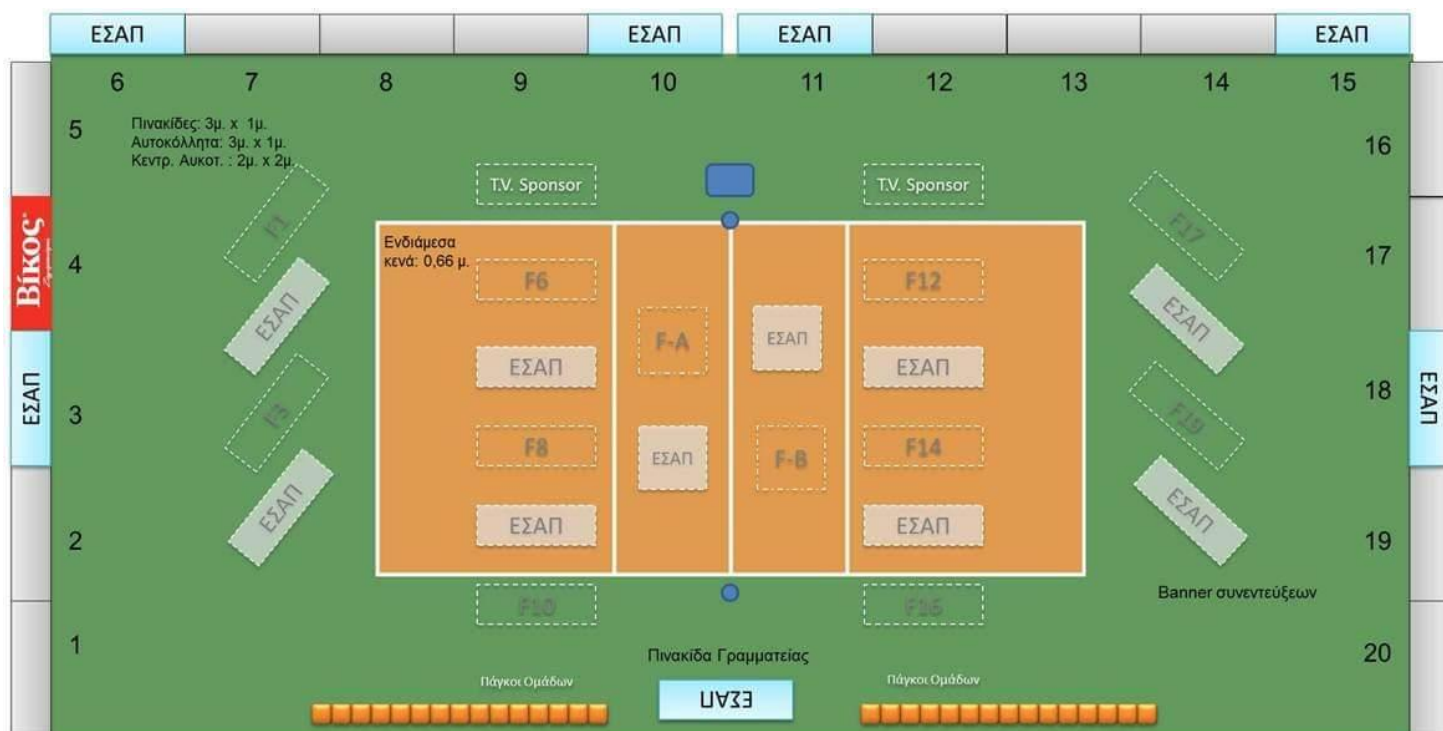 ΕΣΑΠ ΕΣΑΠ ΕΣΑΠ ΕΣΑΠ
6 7 8 9 10 11 12 13 14 15
5 16
Πινακίδες: 3μ. x 1μ.
Αυτοκόλλητα: 3μ. x 1μ.
Κεντρ. Αυκοτ. : 2μ. x 2μ.
T.V. Sponsor T.V. Sponsor
F1 F17
Βίκος
4 17
Ενδιάμεσα
κενά: 0,66 μ.
F6 F12
ΕΣΑΠ ΕΣΑΠ
F-A ΕΣΑΠ
ΕΣΑΠ ΕΣΑΠ
ΕΣΑΠ 18 ΕΣΑΠ
3 F3 F19
F8 F14
ΕΣΑΠ F-B
ΕΣΑΠ ΕΣΑΠ
ΕΣΑΠ ΕΣΑΠ
2 19
F10 F16
Banner συνεντεύξεων
1 20
Πινακίδα Γραμματείας
Πάγκοι Ομάδων Πάγκοι Ομάδων
ΕΣΑΠ